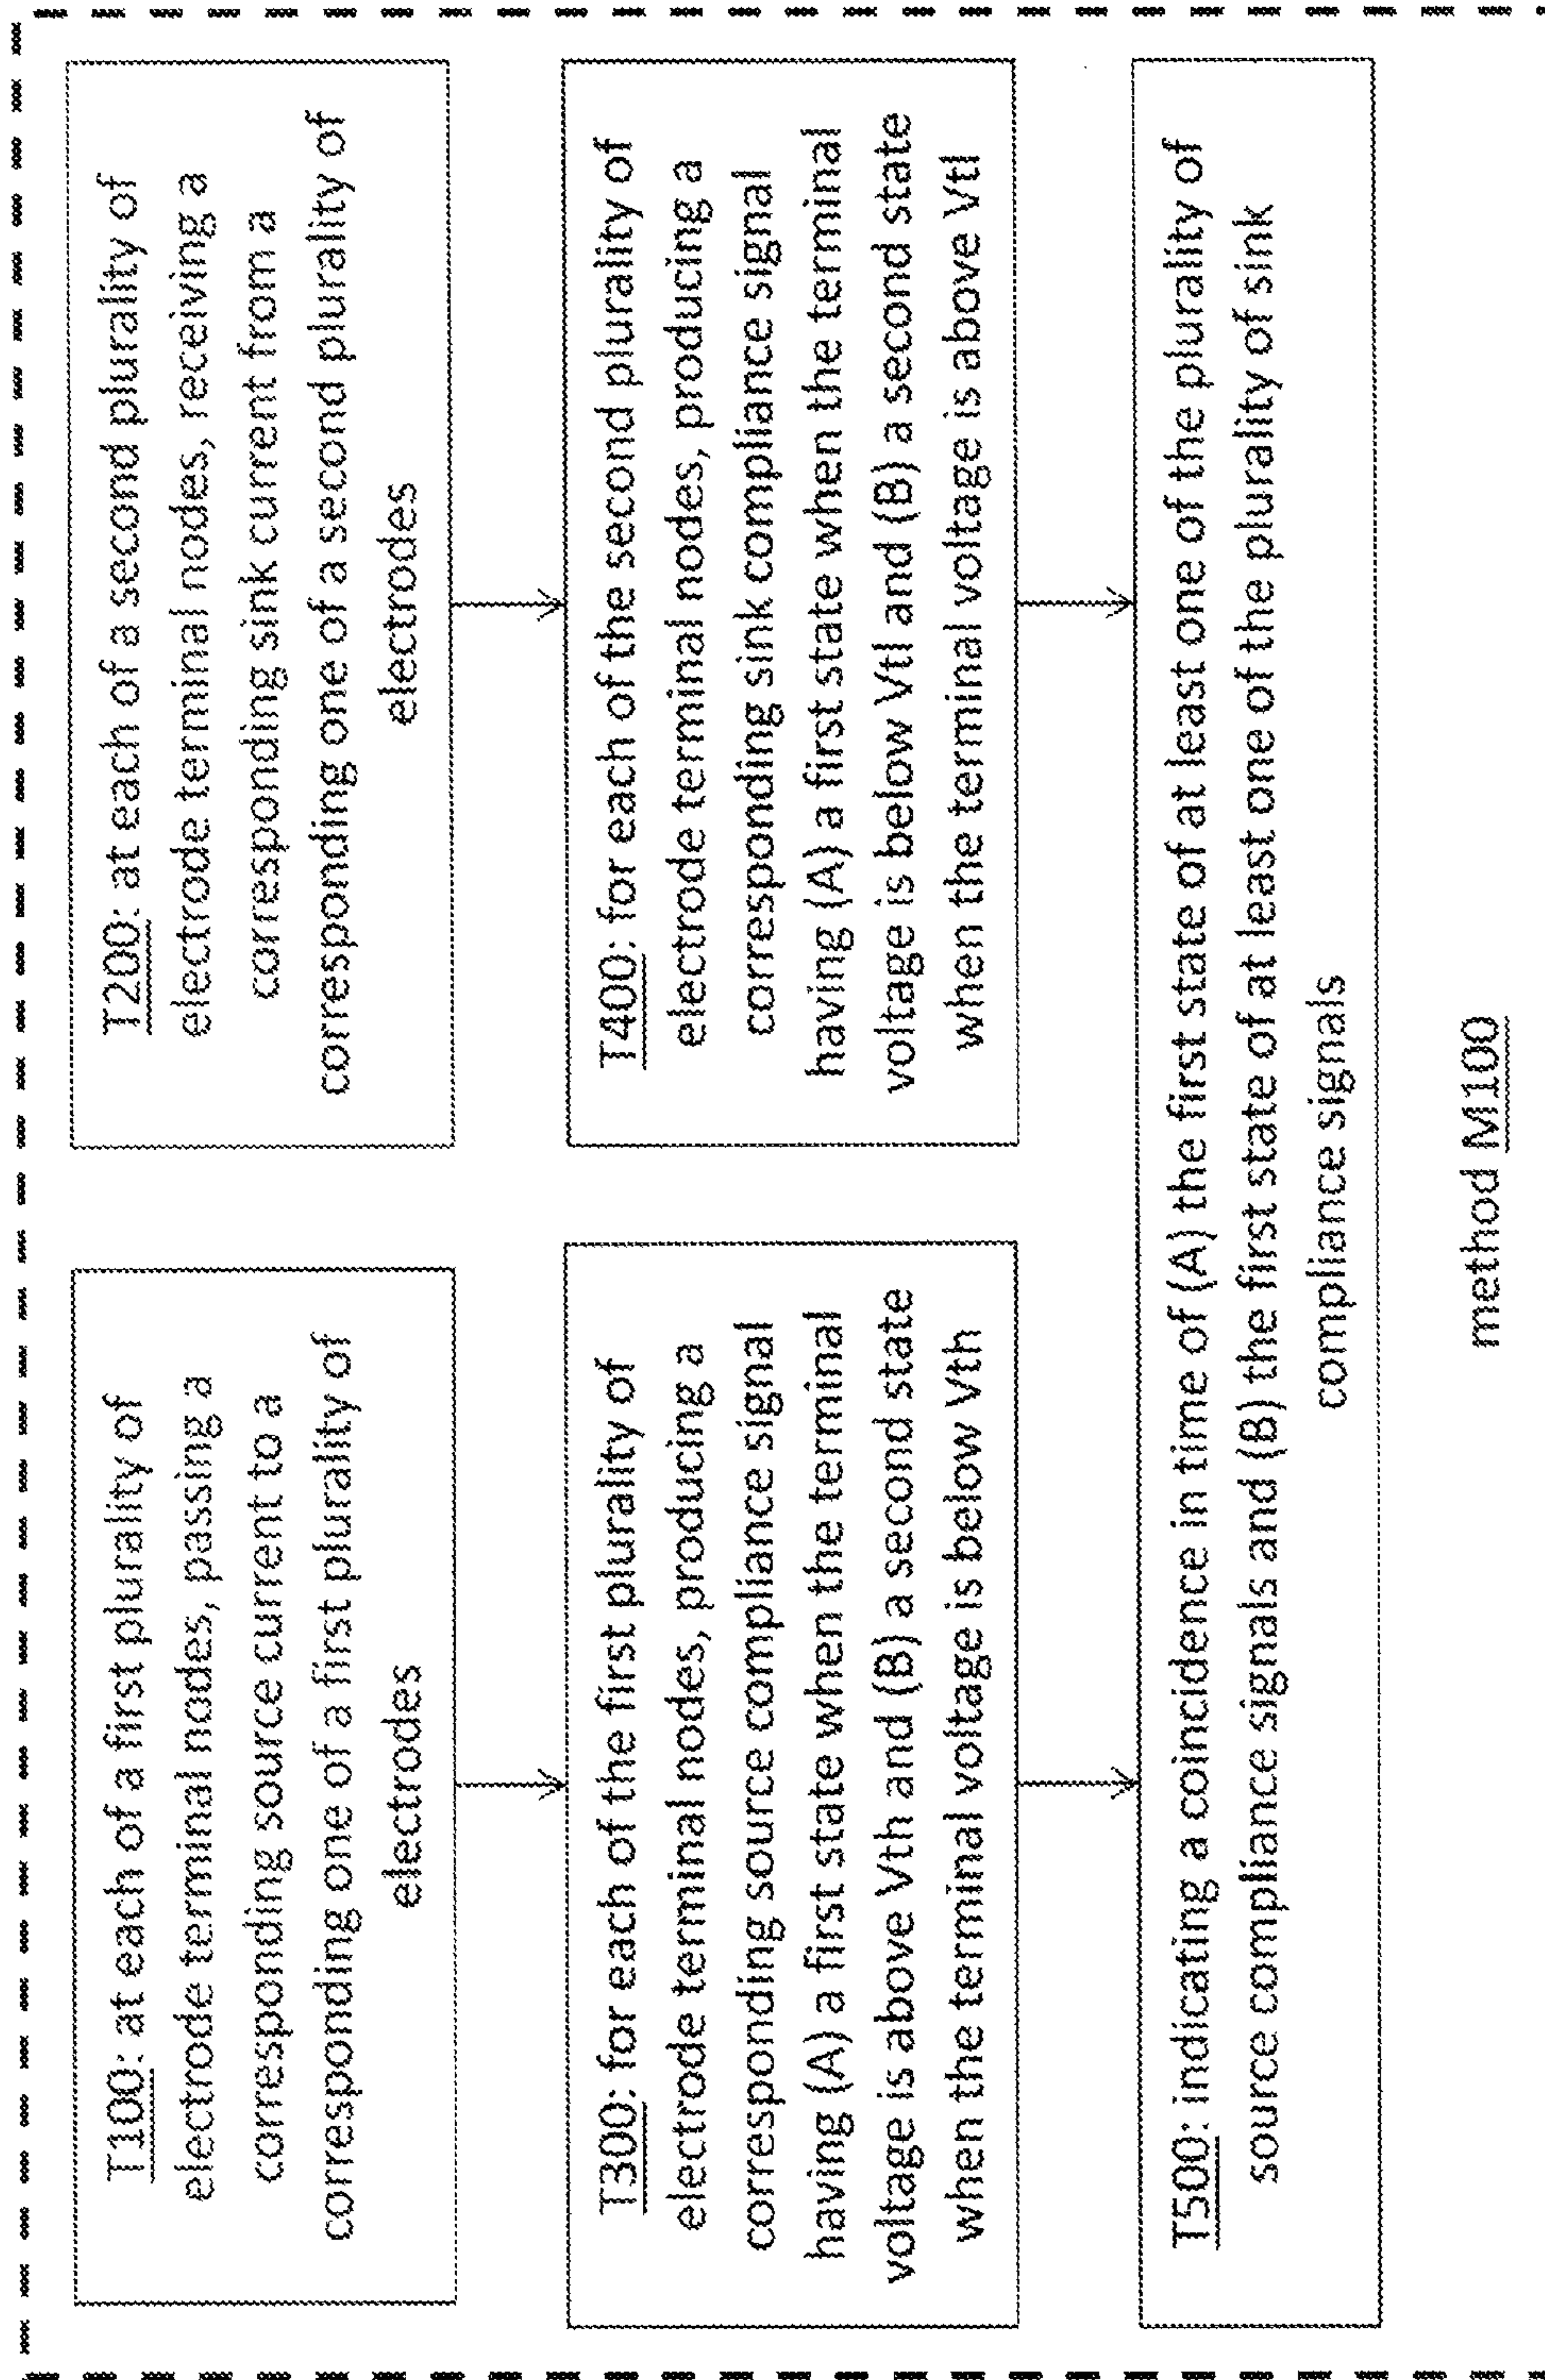 T100: at each of a first plurality of
electrode terminal nodes, passing a
corresponding source current to a
corresponding one of a first plurality of
electrodes
T200: at each of a second plurality of
electrode terminal nodes, receiving a
corresponding sink current from a
corresponding one of a second plurality of
electrodes
T300: for each of the first plurality of
electrode terminal nodes, producing a
corresponding source compliance signal
having (A) a first state when the terminal
voltage is above Vth and (B) a second state
when the terminal voltage is below Vth
T400: for each of the second plurality of
electrode terminal nodes, producing a
corresponding sink compliance signal
having (A) a first state when the terminal
voltage is below Vtl and (B) a second state
when the terminal voltage is above Vtl
T500: indicating a coincidence in time of (A) the first state of at least one of the plurality of
source compliance signals and (B) the first state of at least one of the plurality of sink
compliance signals
method M100